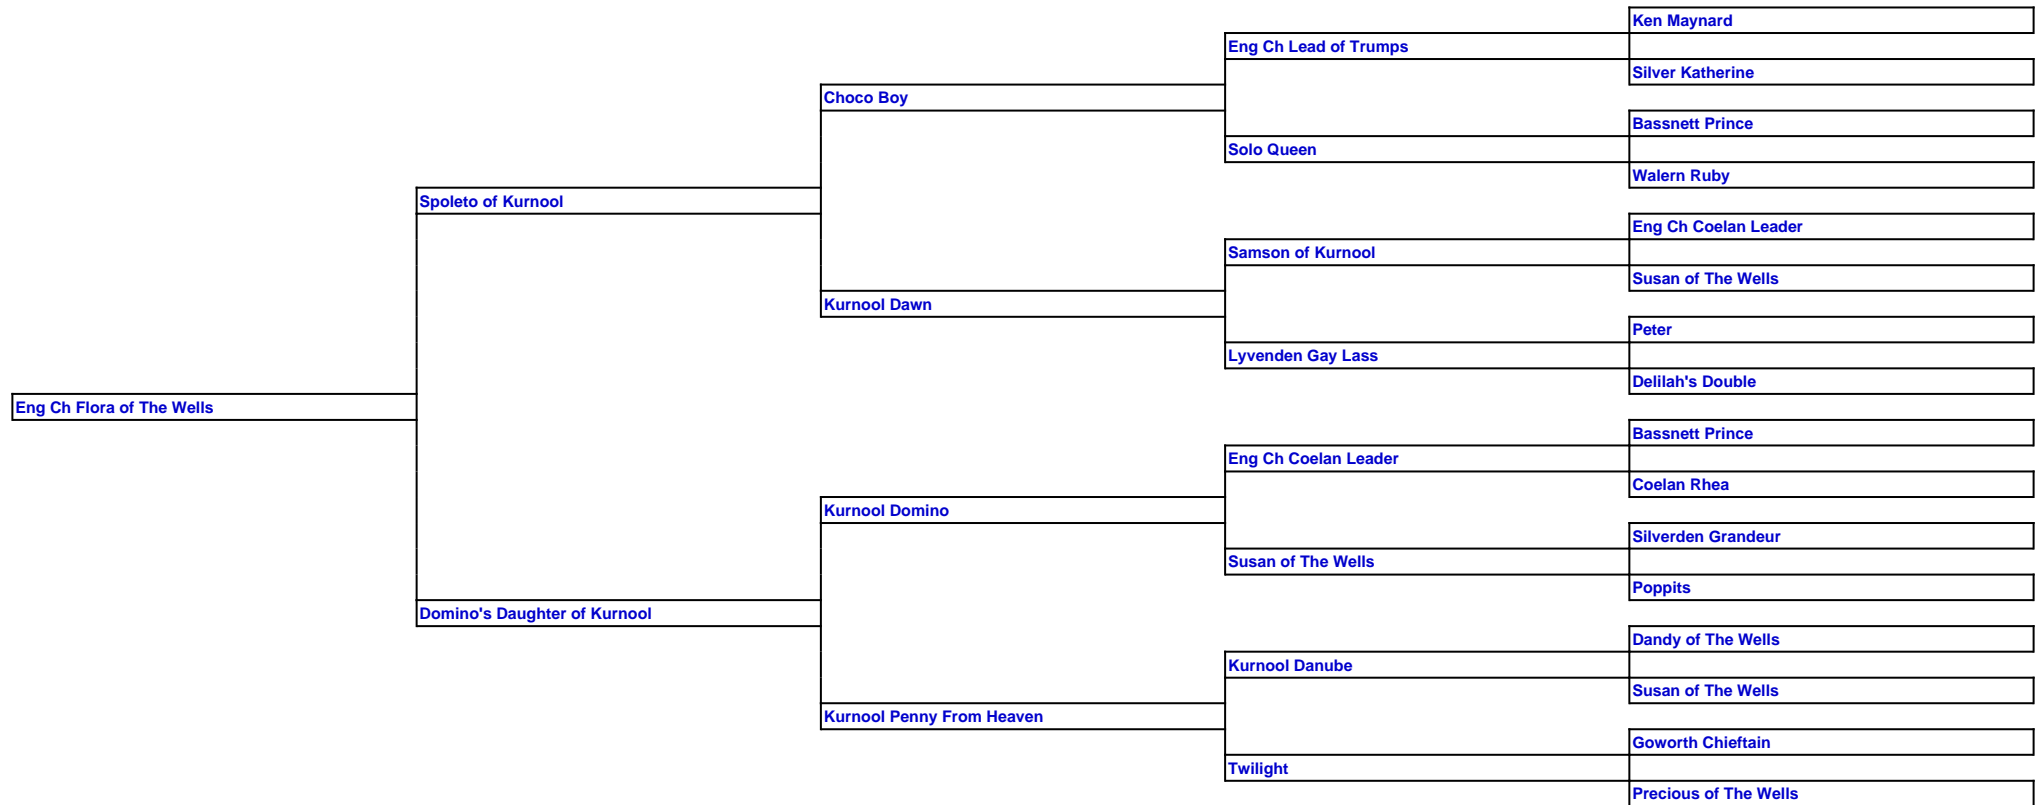 Ken Maynard
Eng Ch Lead of Trumps
Silver Katherine
Choco Boy
Bassnett Prince
Solo Queen
Walern Ruby
Spoleto of Kurnool
Eng Ch Coelan Leader
Samson of Kurnool
Susan of The Wells
Kurnool Dawn
Peter
Lyvenden Gay Lass
Delilah's Double
Eng Ch Flora of The Wells
Bassnett Prince
Eng Ch Coelan Leader
Coelan Rhea
Kurnool Domino
Silverden Grandeur
Susan of The Wells
Poppits
Domino's Daughter of Kurnool
Dandy of The Wells
Kurnool Danube
Susan of The Wells
Kurnool Penny From Heaven
Goworth Chieftain
Twilight
Precious of The Wells